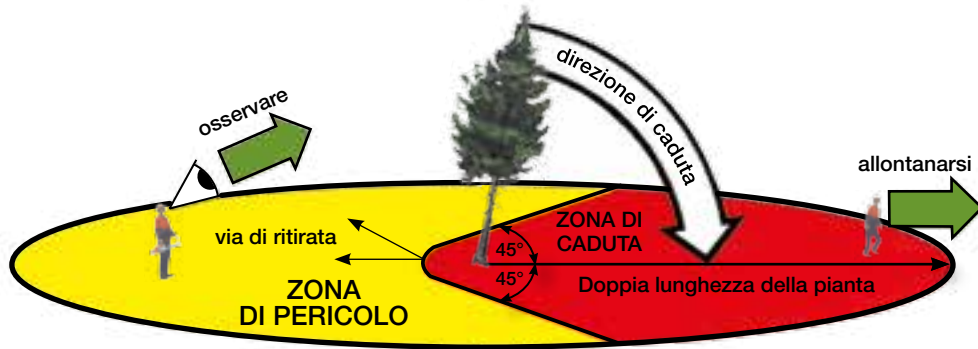 osservare
direzione di caduta
allontanarsi
via di ritirata
ZONA DI
CADUTA
45°
45°
ZONA
DI PERICOLO
Doppia lunghezza della pianta